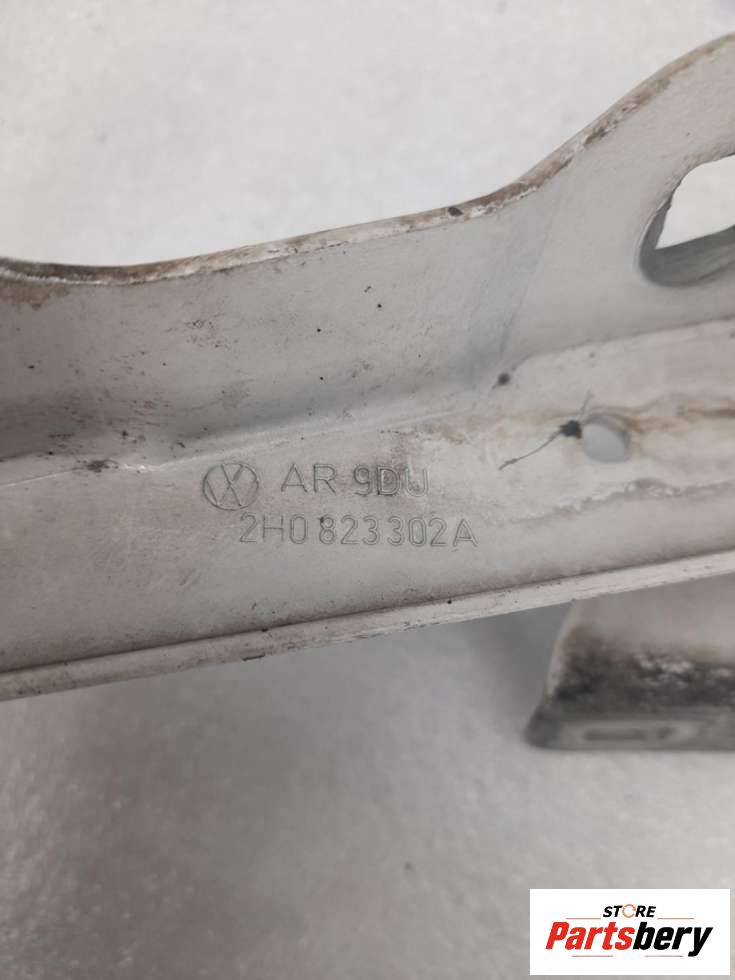 AR 9DU
2H0 823 302 A
STORE
Partsbery